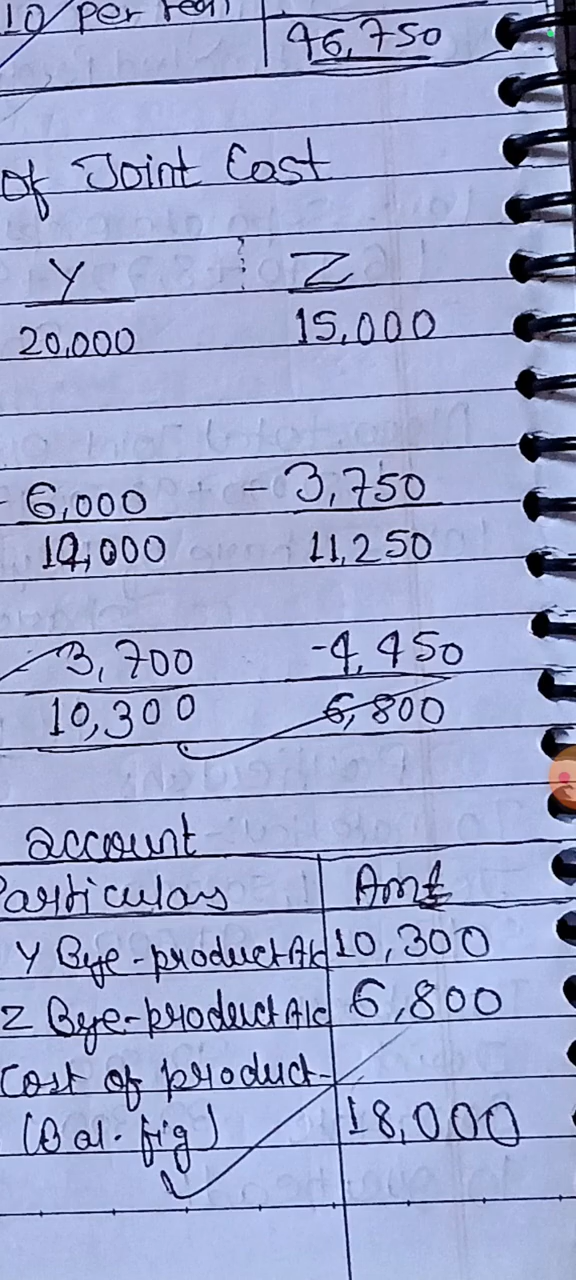 10 per
46,750
of Joint Cost
Y Z
20,000 15,000
6,000 3,750
14,000 11,250
3,700 -4,450
10,300 6,800
account
Particulars Amt
Y Bye-product A/c 10,300
Z Bye-product A/c 6,800
Cost of product-
(Bal. fig) 18,000